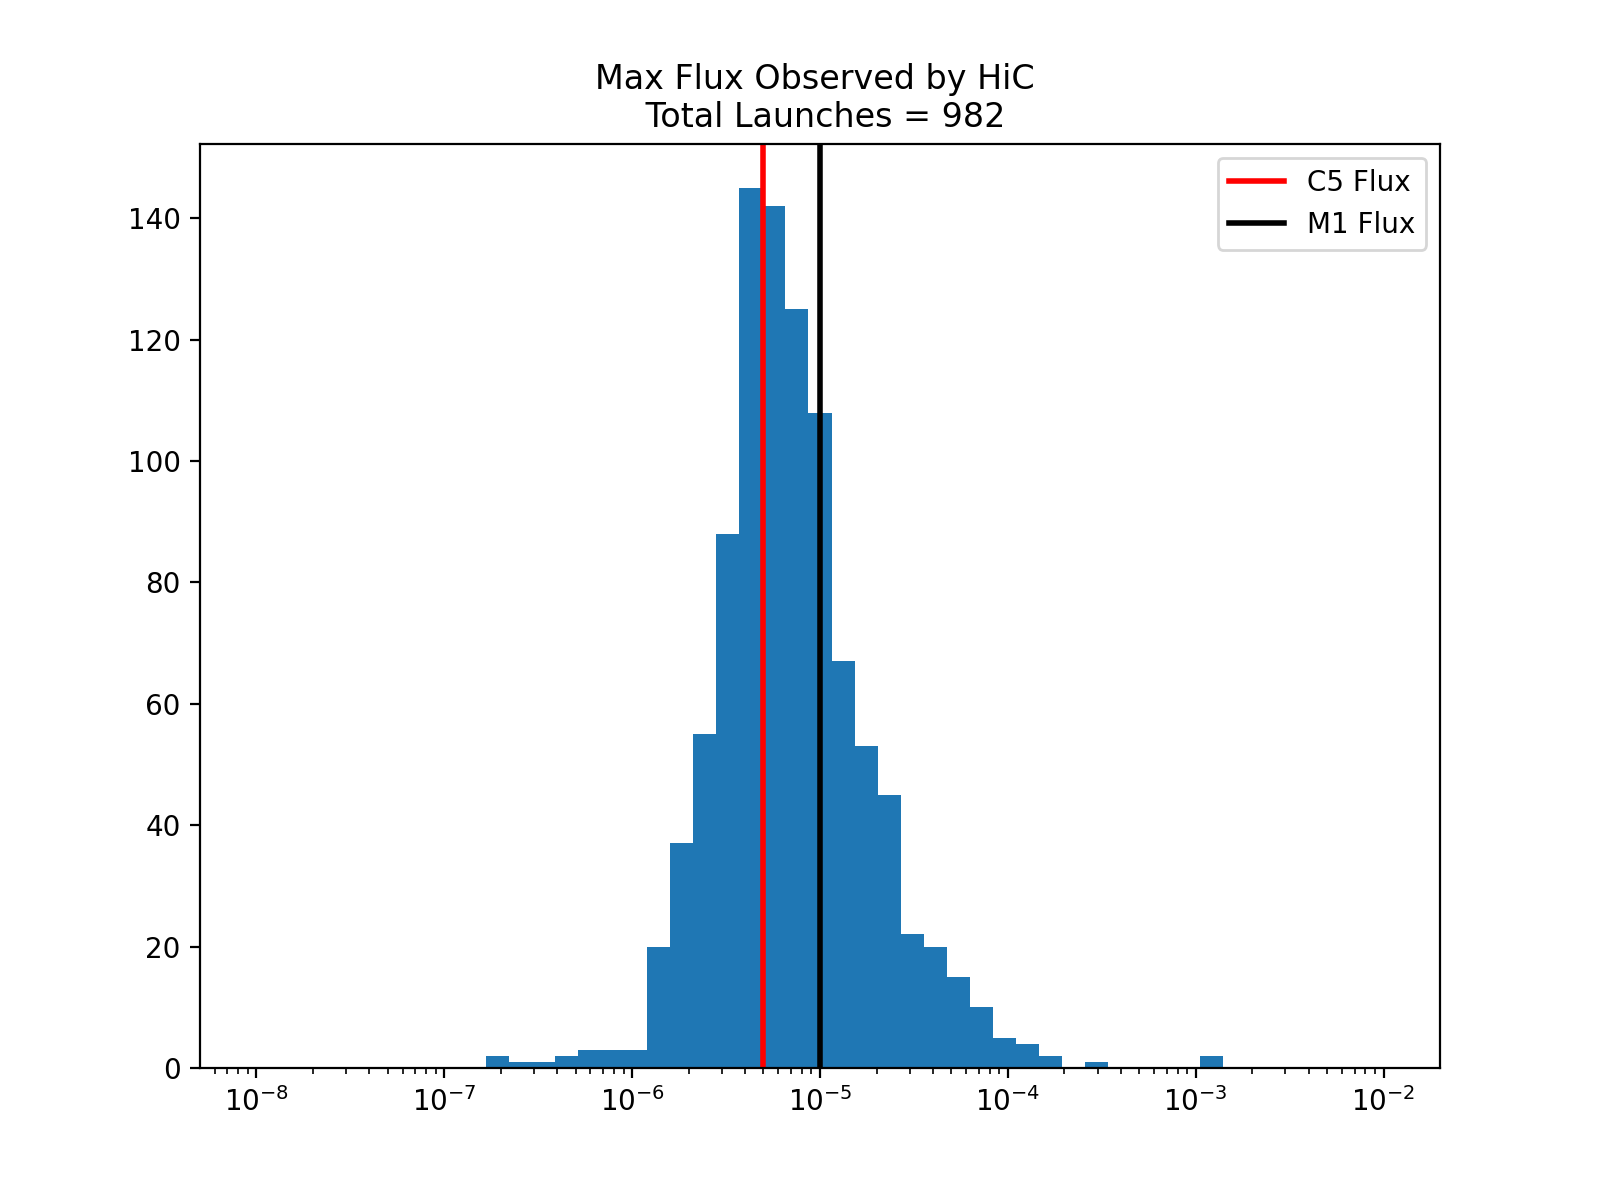 Max Flux Observed by HiC
Total Launches = 982
C5 Flux
M1 Flux
140
120
100
80
60
40
20
0
10⁻⁸ 10⁻⁷ 10⁻⁶ 10⁻⁵ 10⁻⁴ 10⁻³ 10⁻²